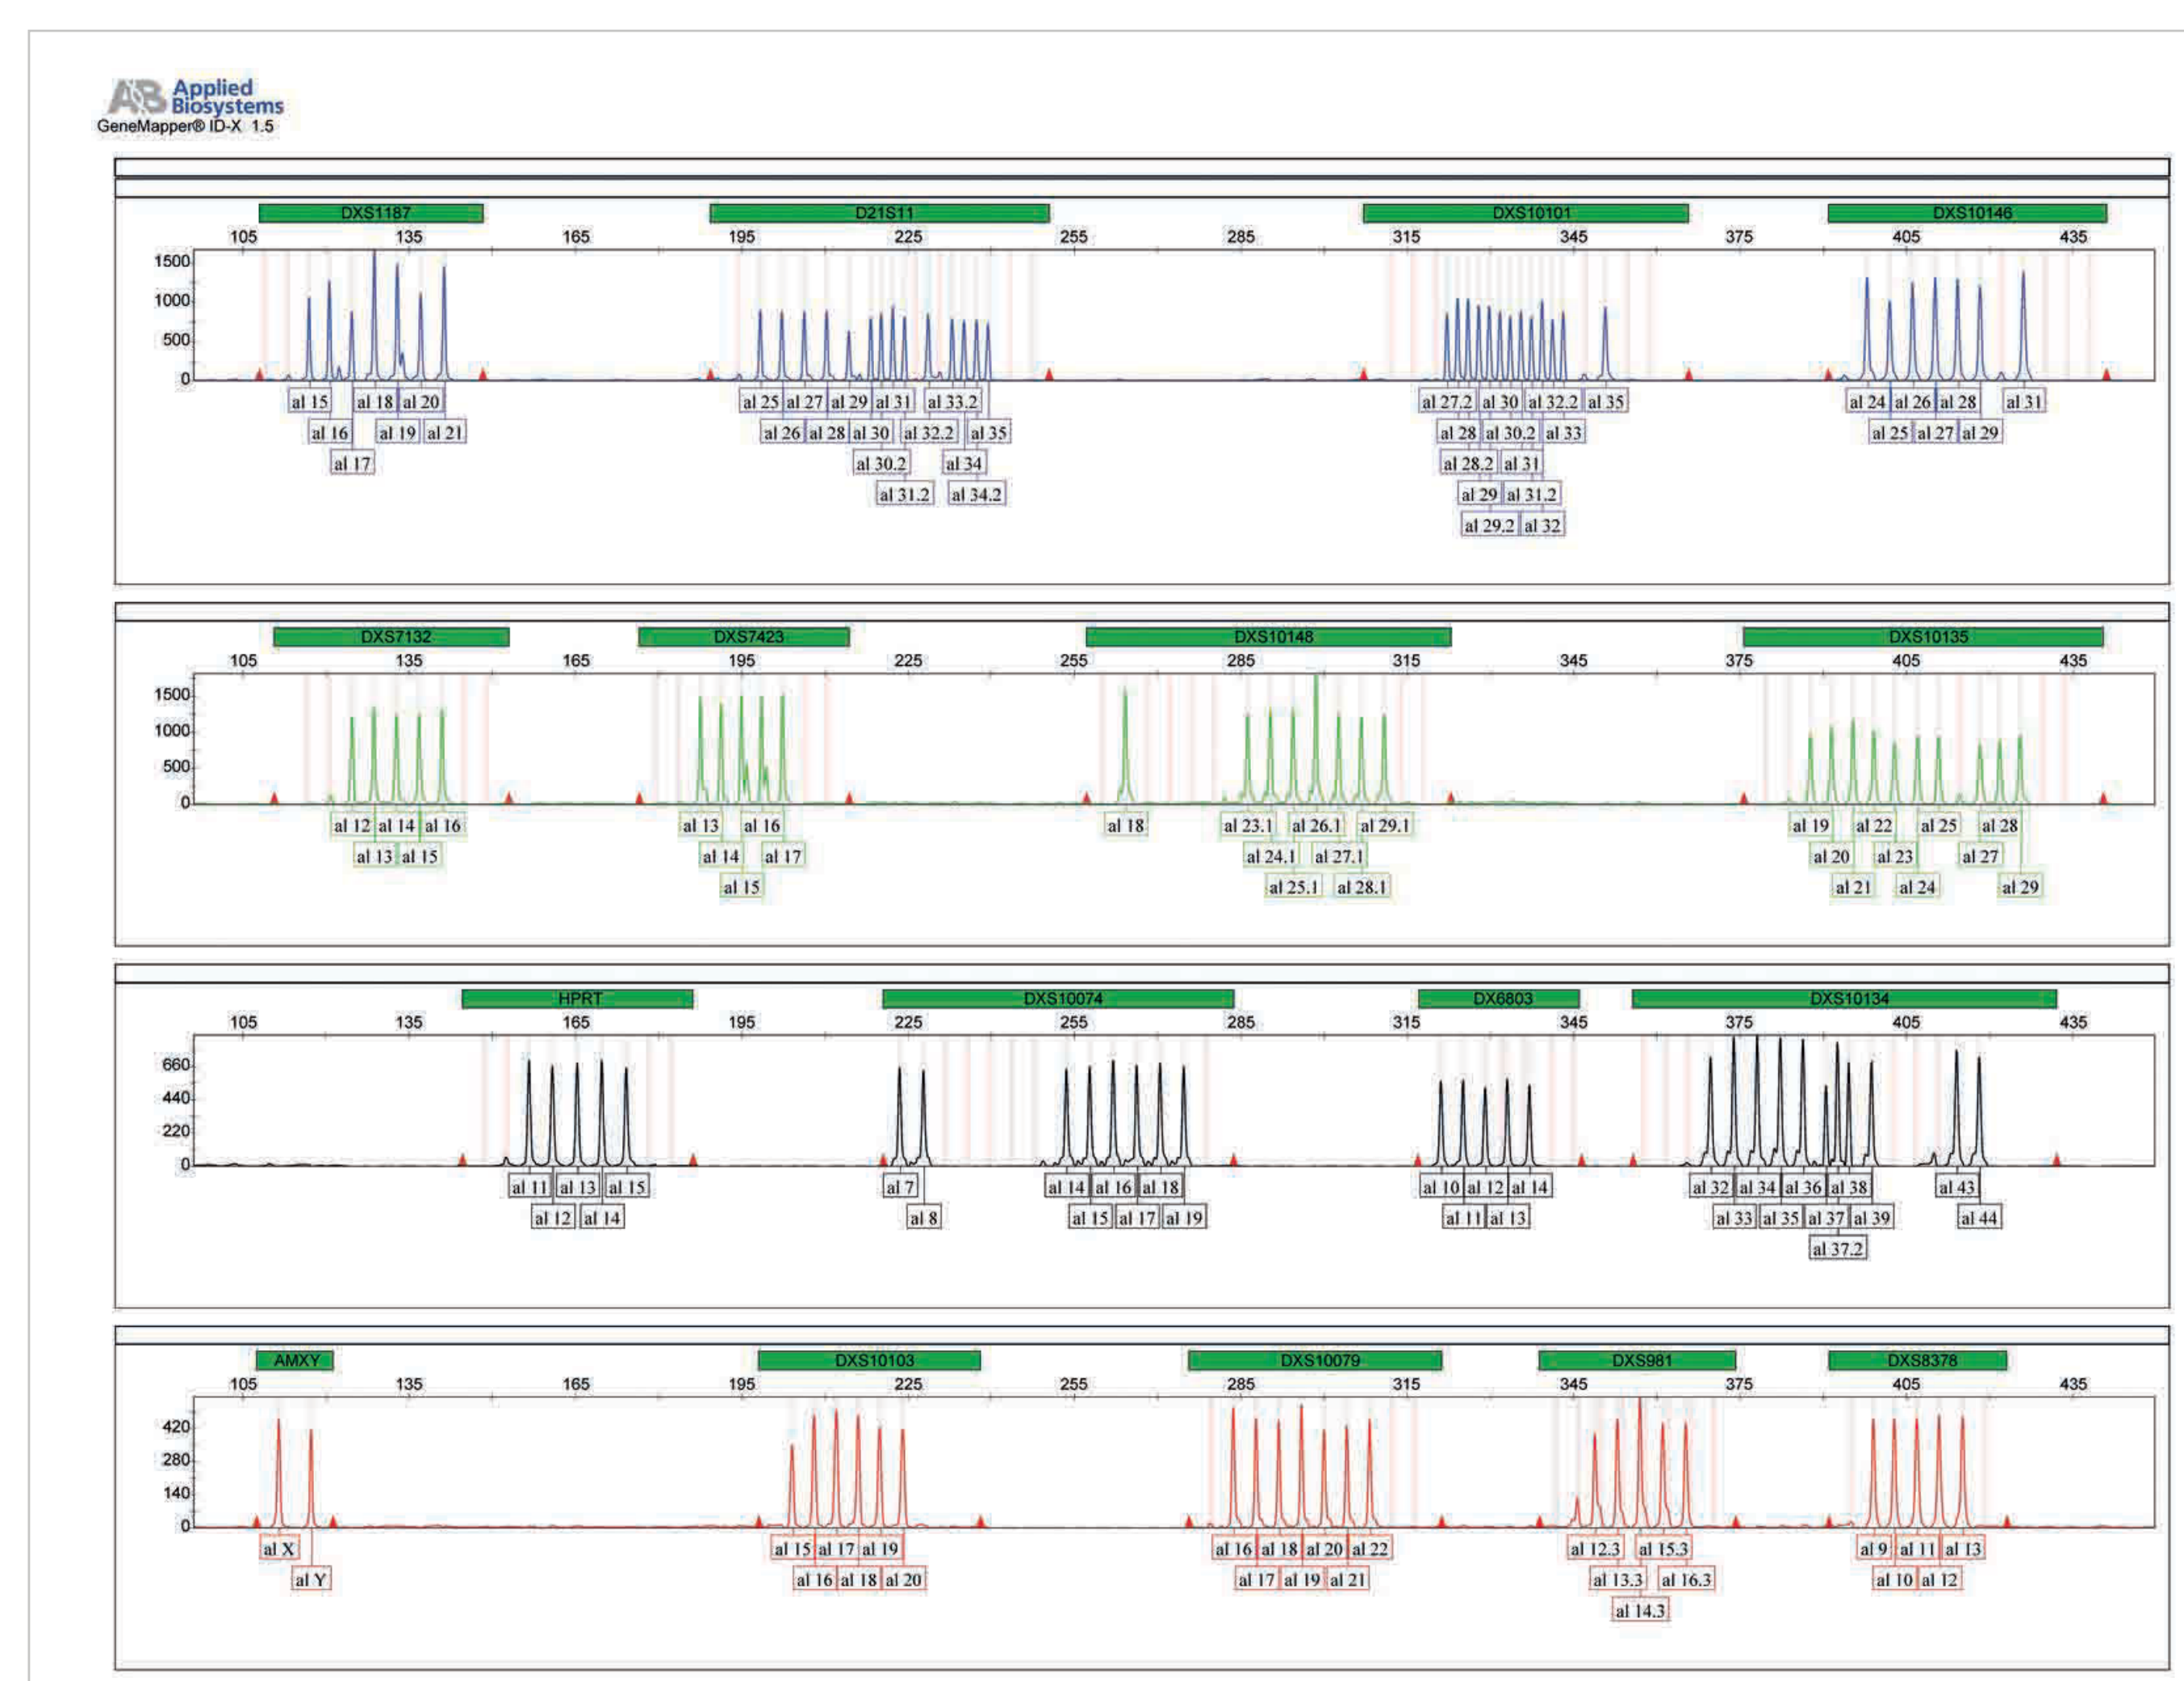 Applied
Biosystems
GeneMapper® ID-X 1.5
DXS1187 D21S11 DXS10101 DXS10146
105 135 165 195 225 255 285 315 345 375 405 435
1500
1000
500
0
al 15 al 18 al 20 al 25 al 27 al 29 al 31 al 33.2 al 27.2 al 30 al 32.2 al 35 al 24 al 26 al 28 al 31
al 16 al 19 al 21 al 26 al 28 al 30 al 32.2 al 35 al 28 al 30.2 al 33 al 25 al 27 al 29
al 17 al 30.2 al 34 al 28.2 al 31
al 31.2 al 34.2 al 29 al 31.2
al 29.2 al 32
DXS7132 DXS7423 DXS10148 DXS10135
105 135 165 195 225 255 285 315 345 375 405 435
1500
1000
500
0
al 12 al 14 al 16 al 13 al 16 al 18 al 23.1 al 26.1 al 29.1 al 19 al 22 al 25 al 28
al 13 al 15 al 14 al 17 al 24.1 al 27.1 al 20 al 23 al 27
al 15 al 25.1 al 28.1 al 21 al 24 al 29
HPRT DXS10074 DX6803 DXS10134
105 135 165 195 225 255 285 315 345 375 405 435
660
440
220
0
al 11 al 13 al 15 al 7 al 14 al 16 al 18 al 10 al 12 al 14 al 32 al 34 al 36 al 38 al 43
al 12 al 14 al 8 al 15 al 17 al 19 al 11 al 13 al 33 al 35 al 37 al 39 al 44
al 37.2
AMXY DXS10103 DXS10079 DXS981 DXS8378
105 135 165 195 225 255 285 315 345 375 405 435
420
280
140
0
al X al 15 al 17 al 19 al 16 al 18 al 20 al 22 al 12.3 al 15.3 al 9 al 11 al 13
al Y al 16 al 18 al 20 al 17 al 19 al 21 al 13.3 al 16.3 al 10 al 12
al 14.3